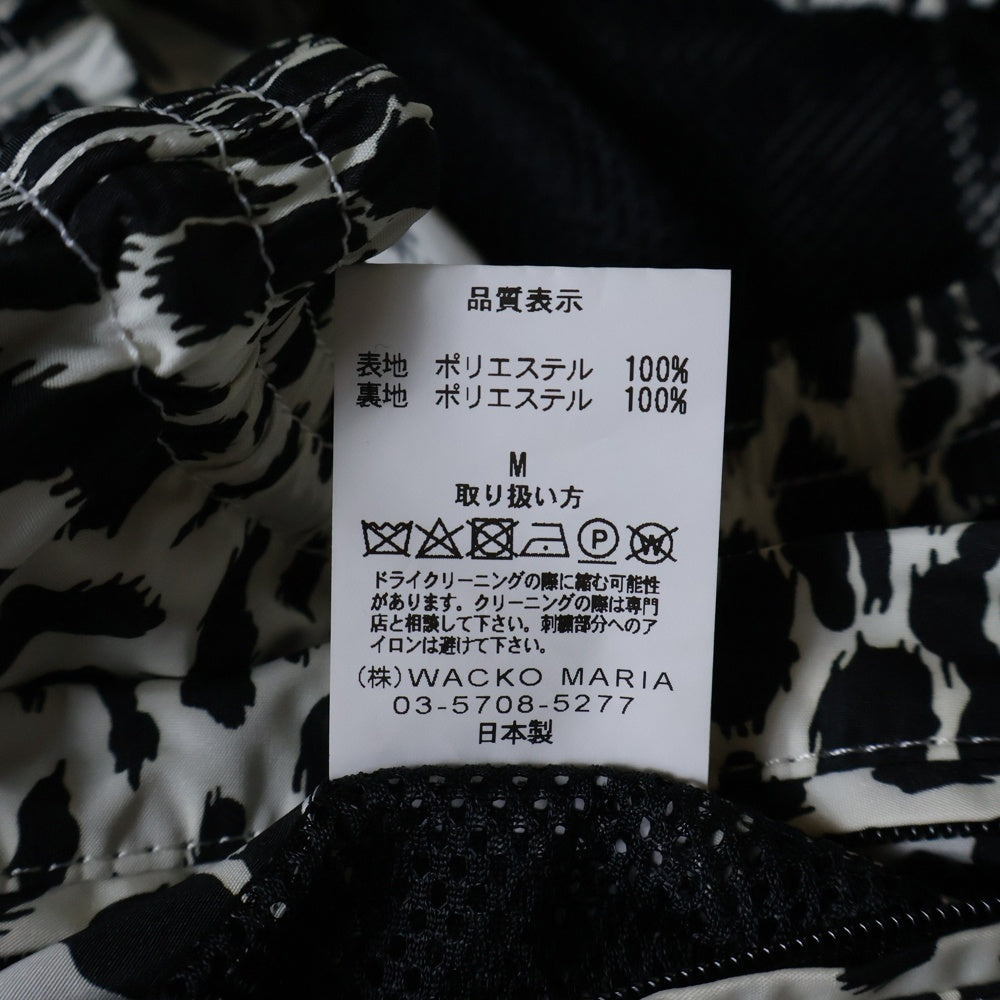 品質表示
表地 ポリエステル 100%
裏地 ポリエステル 100%
M
取り扱い方
P W
ドライクリーニングの際に縮む可能性
があります。クリーニングの際は専門
店と相談して下さい。刺繍部分へのア
イロンは避けて下さい。
(株)WACKO MARIA
03-5708-5277
日本製